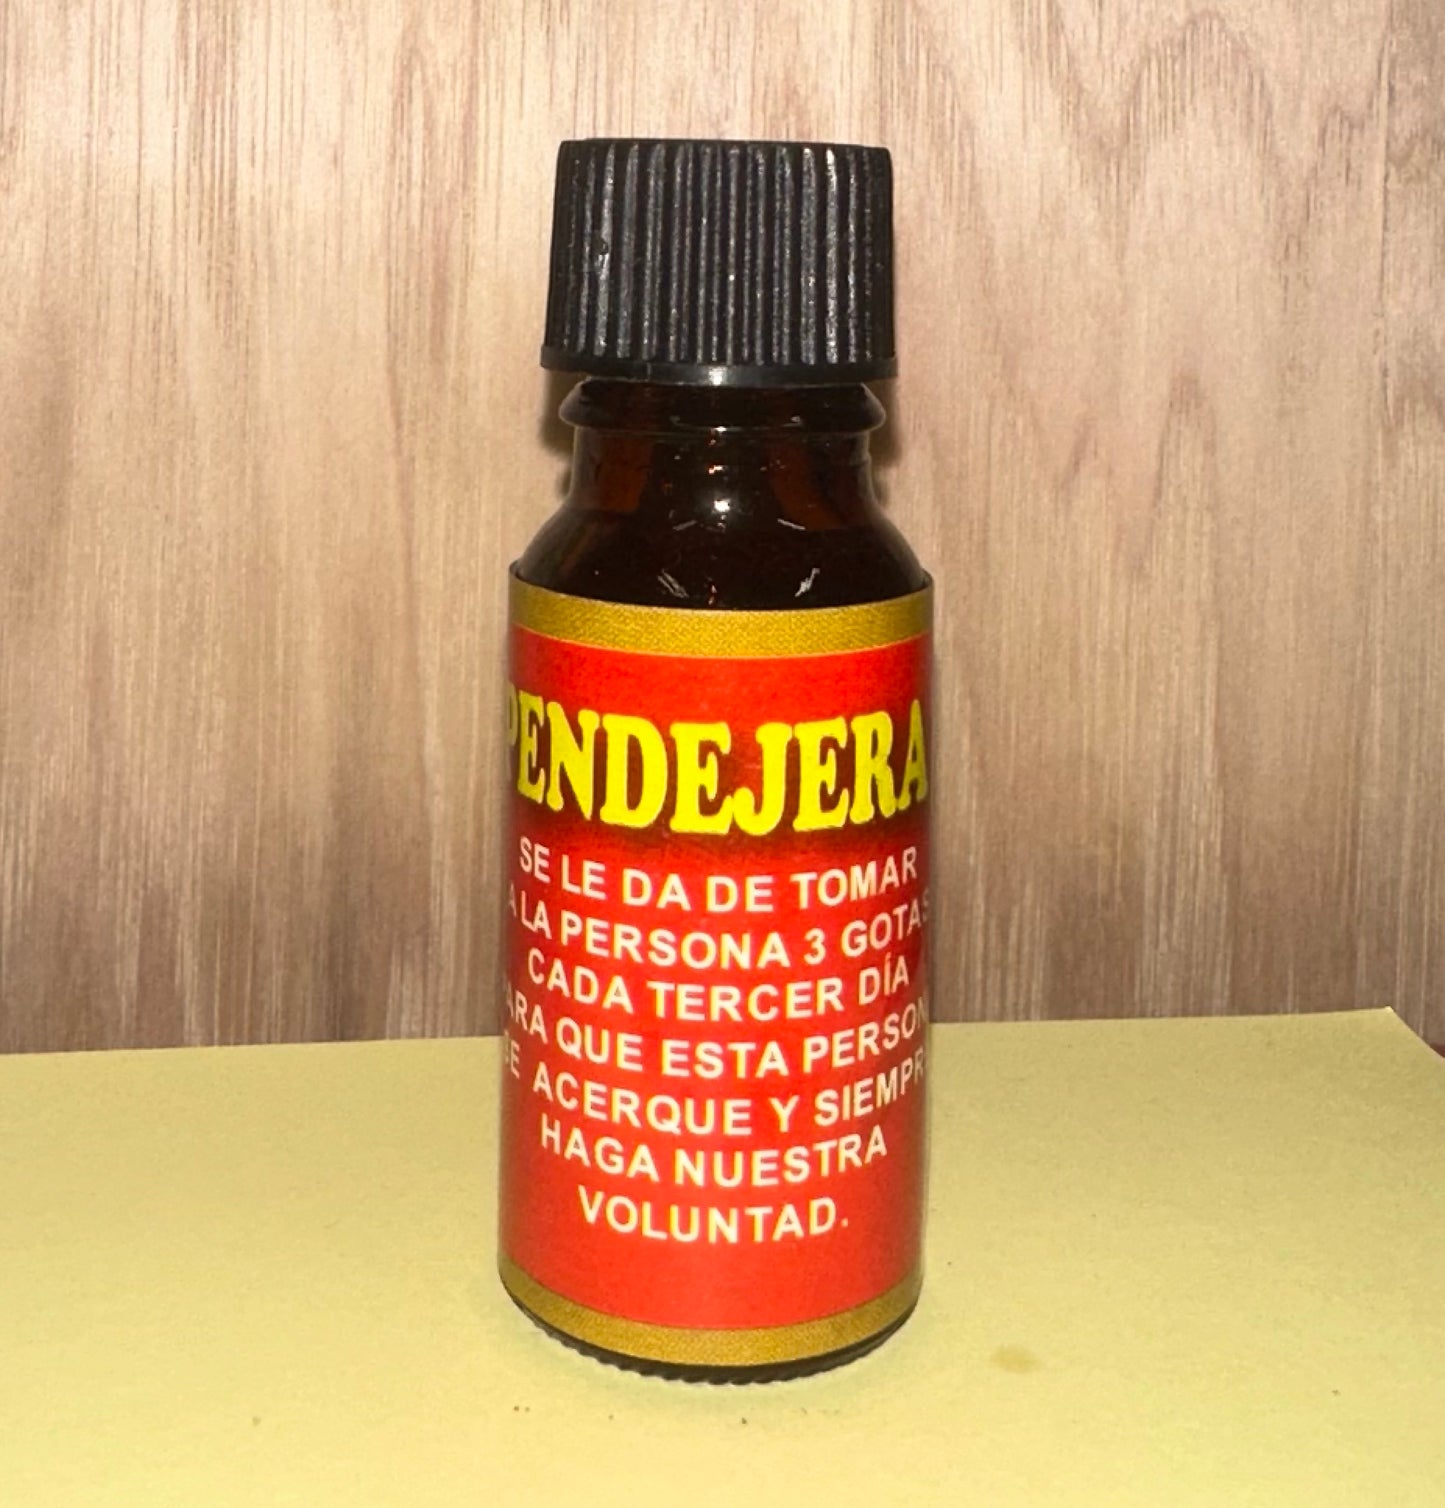 PENDEJERA
SE LE DA DE TOMAR
A LA PERSONA 3 GOTAS
CADA TERCER DÍA
QUE ESTA
ACERQUE Y
HAGA NUESTRA
VOLUNTAD.